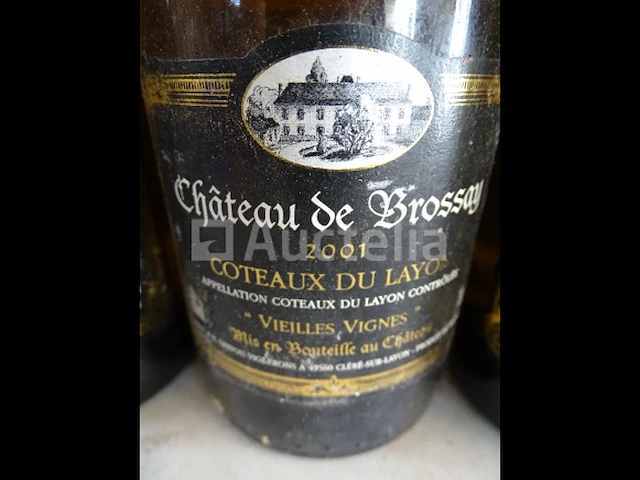 Château de Brossay
Auctelia
2001
COTEAUX DU LAYON
APPELLATION COTEAUX DU LAYON CONTRÔLÉE
" VIEILLES VIGNES "
Mis en Bouteille au Château
VIGNERONS A 49560 CLÉRÉ-SUR-LAYON -